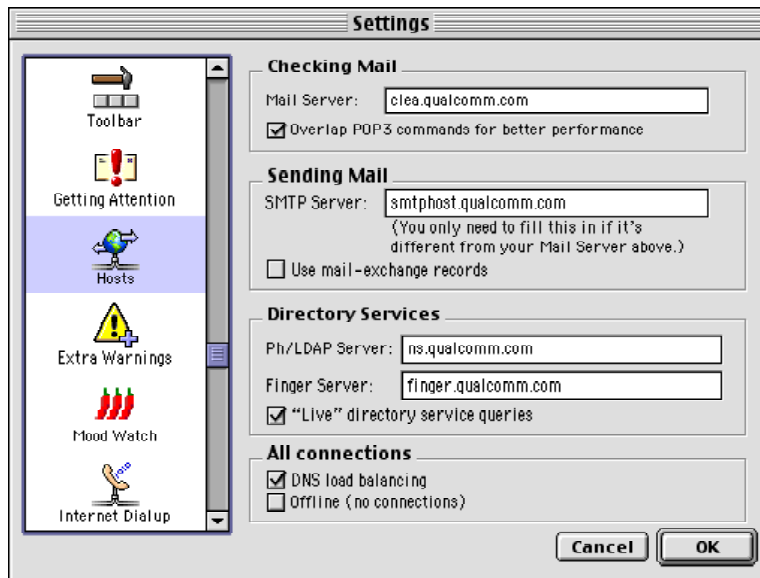 Settings
Toolbar
Getting Attention
Hosts
Extra Warnings
Mood Watch
Internet Dialup
Checking Mail
Mail Server: clea.qualcomm.com
Overlap POP3 commands for better performance
Sending Mail
SMTP Server: smtphost.qualcomm.com
(You only need to fill this in if it's
different from your Mail Server above.)
Use mail-exchange records
Directory Services
Ph/LDAP Server: ns.qualcomm.com
Finger Server: finger.qualcomm.com
“Live” directory service queries
All connections
DNS load balancing
Offline (no connections)
Cancel OK